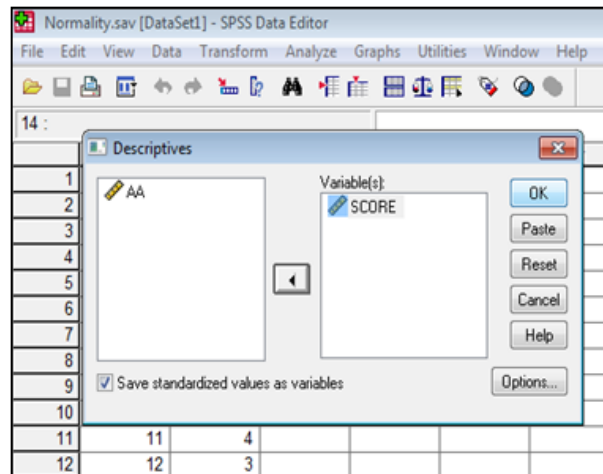 Normality.sav [DataSet1] - SPSS Data Editor
File Edit View Data Transform Analyze Graphs Utilities Window Help
14 :
Descriptives
1
2
3
4
5
6
7
8
9
10
AA
Variable(s):
SCORE
OK
Paste
Reset
Cancel
Help
Save standardized values as variables
Options...
11 11 4
12 12 3